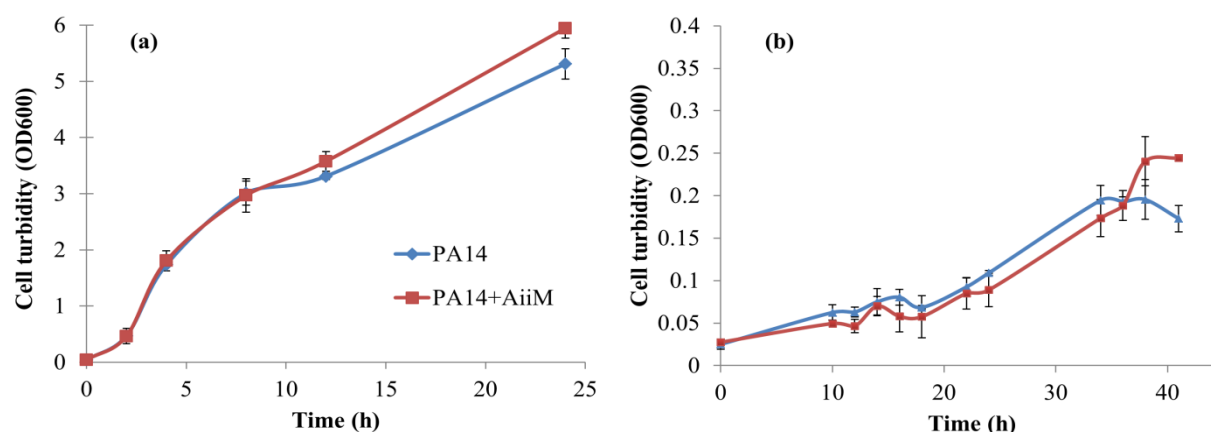 (a)
Cell turbidity (OD600)
6
5
4
3
2
1
0
PA14
PA14+AiiM
0 5 10 15 20 25
Time (h)
(b)
Cell turbidity (OD600)
0.4
0.35
0.3
0.25
0.2
0.15
0.1
0.05
0
0 10 20 30 40
Time (h)